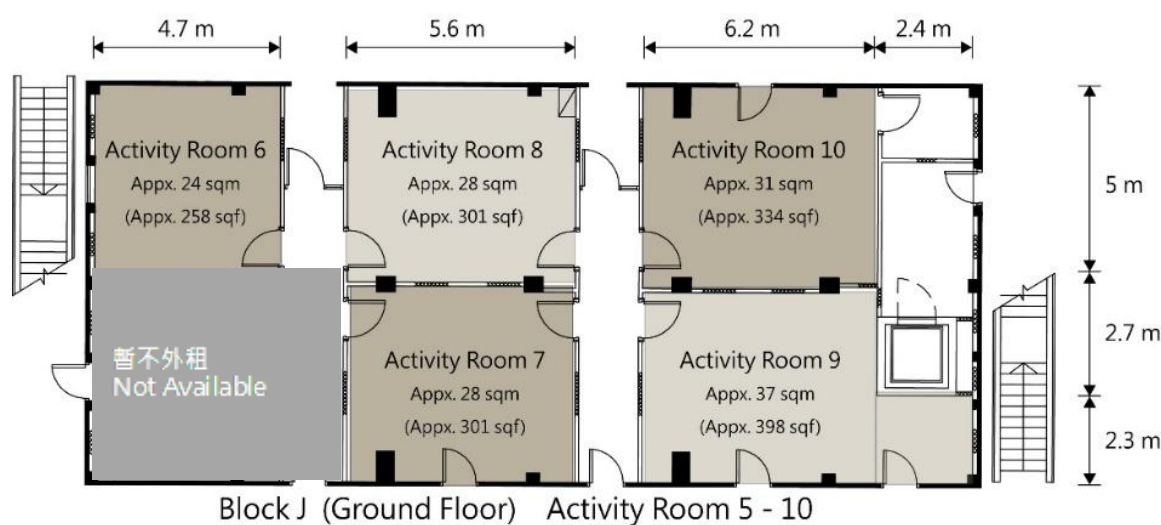 4.7 m
5.6 m
6.2 m
2.4 m
Activity Room 6
Appx. 24 sqm
(Appx. 258 sqf)
Activity Room 8
Appx. 28 sqm
(Appx. 301 sqf)
Activity Room 10
Appx. 31 sqm
(Appx. 334 sqf)
5 m
暫不外租
Not Available
Activity Room 7
Appx. 28 sqm
(Appx. 301 sqf)
Activity Room 9
Appx. 37 sqm
(Appx. 398 sqf)
2.7 m
2.3 m
Block J (Ground Floor) Activity Room 5 - 10